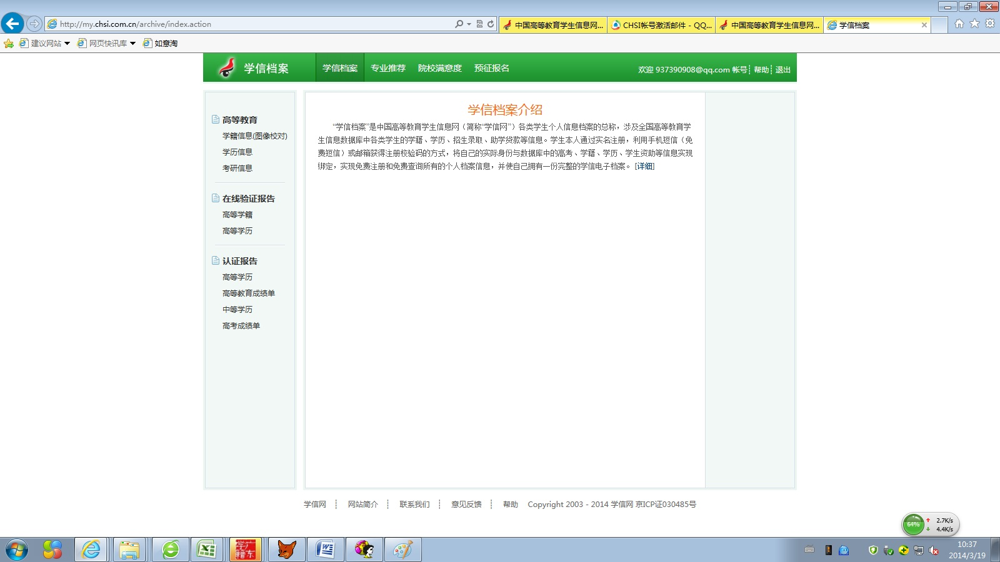 http://my.chsi.com.cn/archive/index.action
中国高等教育学生信息网...
CHSI帐号激活邮件 - QQ...
中国高等教育学生信息网...
学信档案
建议网站
网页快讯库
如意淘
学信档案
学信档案
专业推荐
院校满意度
预征报名
欢迎 937390908@qq.com 帐号
帮助
退出
高等教育
学籍信息(图像校对)
学历信息
考研信息
在线验证报告
高等学籍
高等学历
认证报告
高等学历
高等教育成绩单
中等学历
高考成绩单
学信档案介绍
“学信档案”是中国高等教育学生信息网（简称“学信网”）各类学生个人信息档案的总称，涉及全国高等教育学
生信息数据库中各类学生的学籍、学历、招生录取、助学贷款等信息。学生本人通过实名注册，利用手机短信（免
费短信）或邮箱获得注册校验码的方式，将自己的实际身份与数据库中的高考、学籍、学历、学生资助等信息实现
绑定，实现免费注册和免费查询所有的个人档案信息，并使自己拥有一份完整的学信电子档案。 [详细]
学信网
网站简介
联系我们
意见反馈
帮助
Copyright 2003 - 2014 学信网 京ICP证030485号
64%
2.7K/s
4.4K/s
10:37
2014/3/19